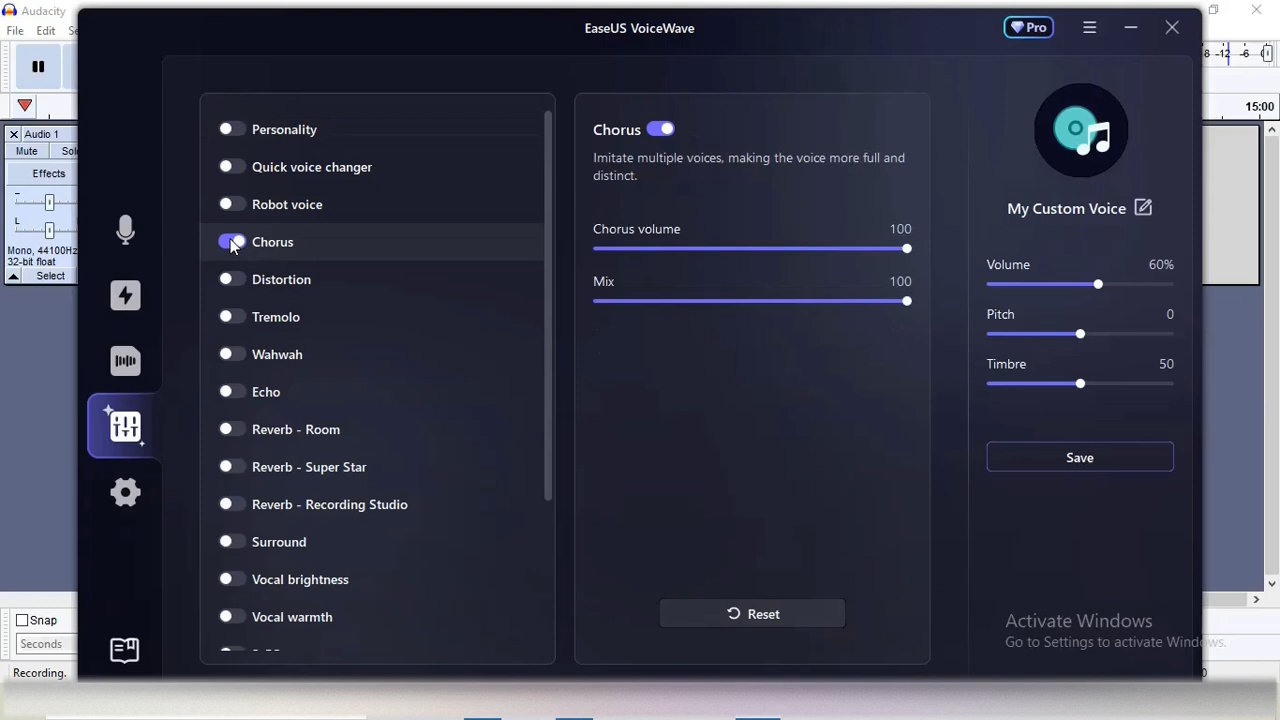 Audacity
File
Edit
EaseUS VoiceWave
Pro
-12
-6
0
15:00
Audio 1
Mute
Effects
L
Mono, 44100Hz
32-bit float
Select
Personality
Quick voice changer
Robot voice
Chorus
Distortion
Tremolo
Wahwah
Echo
Reverb - Room
Reverb - Super Star
Reverb - Recording Studio
Surround
Vocal brightness
Vocal warmth
Chorus
Imitate multiple voices, making the voice more full and
distinct.
Chorus volume 100
Mix 100
Reset
My Custom Voice
Volume 60%
Pitch 0
Timbre 50
Save
Activate Windows
Go to Settings to activate Windows.
Snap
Seconds
Recording.